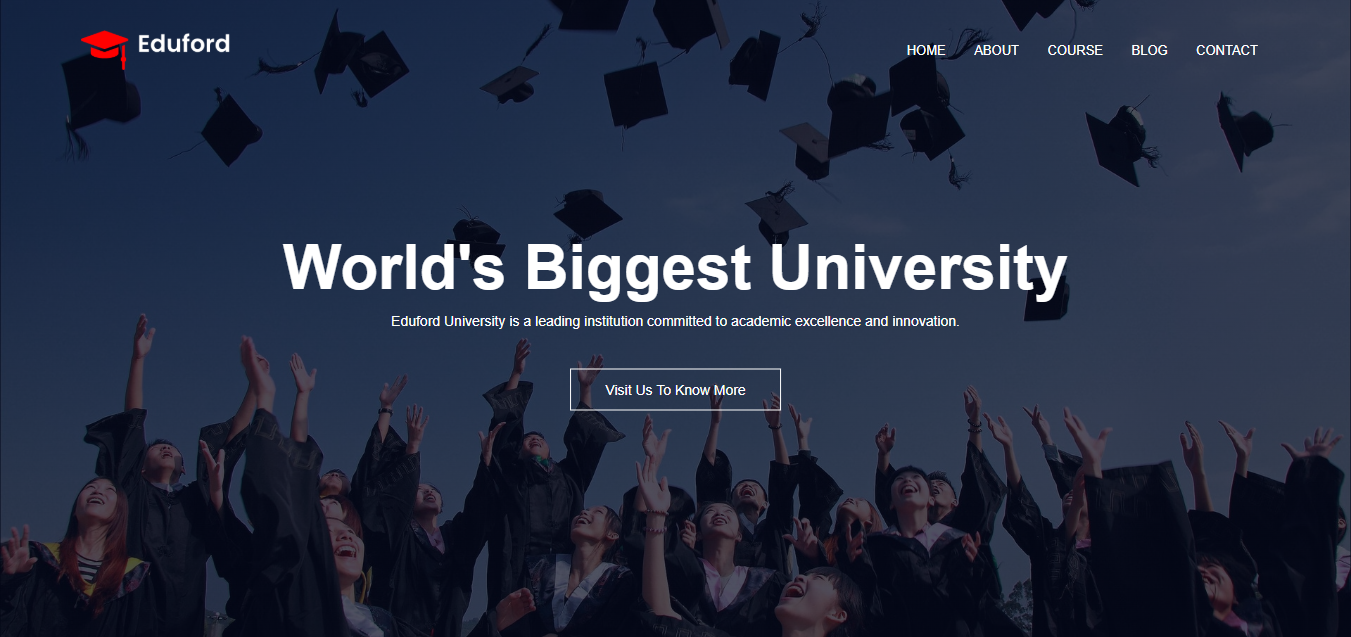 Eduford
HOME ABOUT COURSE BLOG CONTACT
World's Biggest University
Eduford University is a leading institution committed to academic excellence and innovation.
Visit Us To Know More